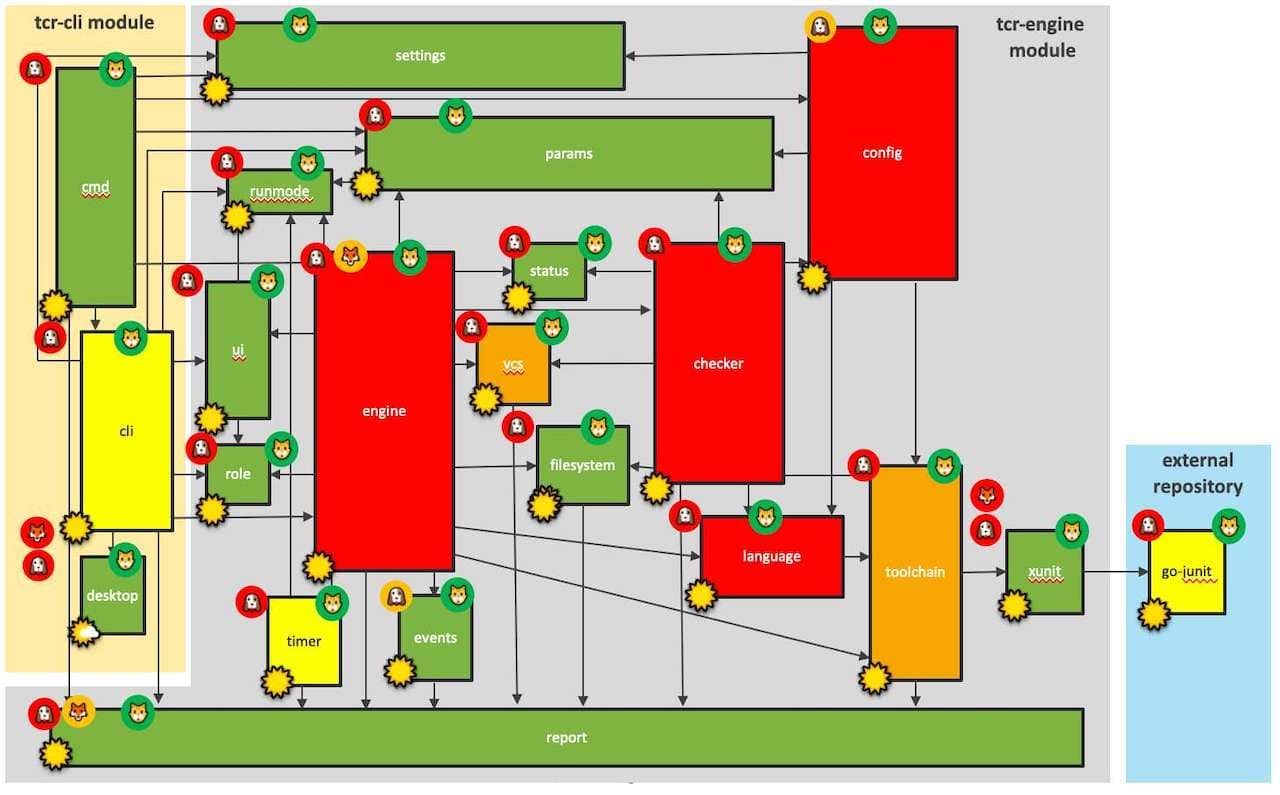 tcr-cli module
tcr-engine
module
settings
params
config
cmd
runmode
status
ui
vcs
checker
engine
cli
filesystem
role
external
repository
language
toolchain
xunit
go-junit
desktop
timer
events
report